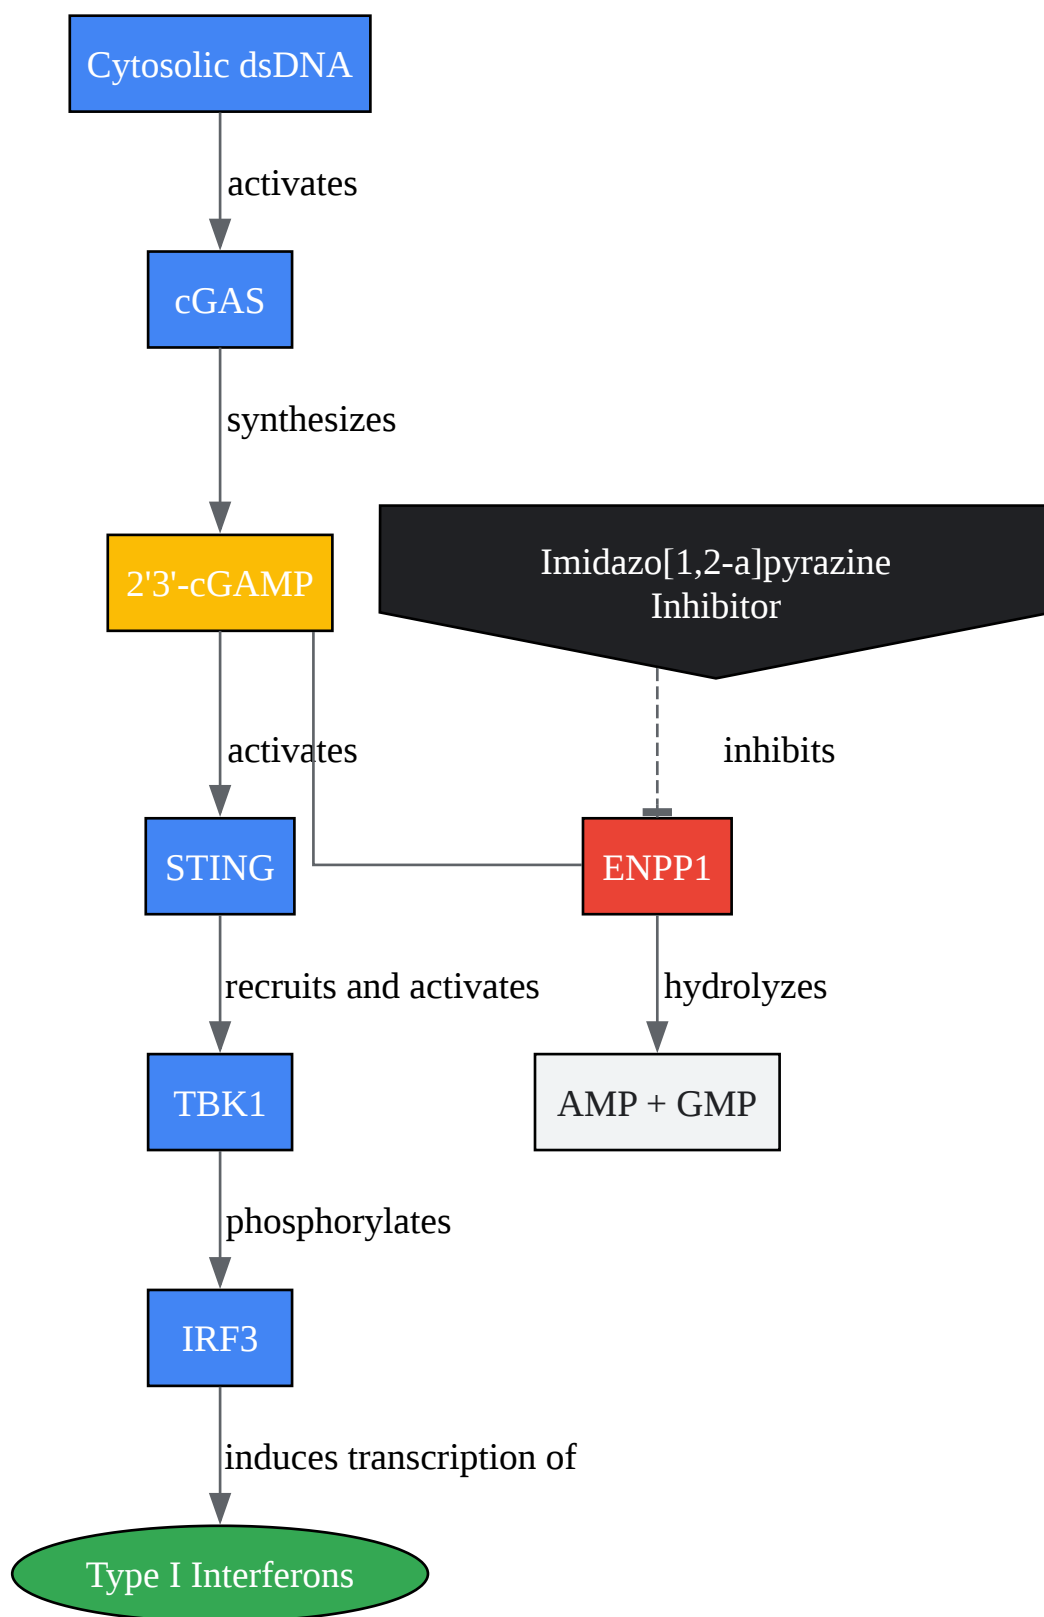 Cytosolic dsDNA
activates
cGAS
synthesizes
2'3'-cGAMP
Imidazo[1,2-a]pyrazine
Inhibitor
activates
inhibits
STING
ENPP1
recruits and activates
hydrolyzes
TBK1
AMP + GMP
phosphorylates
IRF3
induces transcription of
Type I Interferons